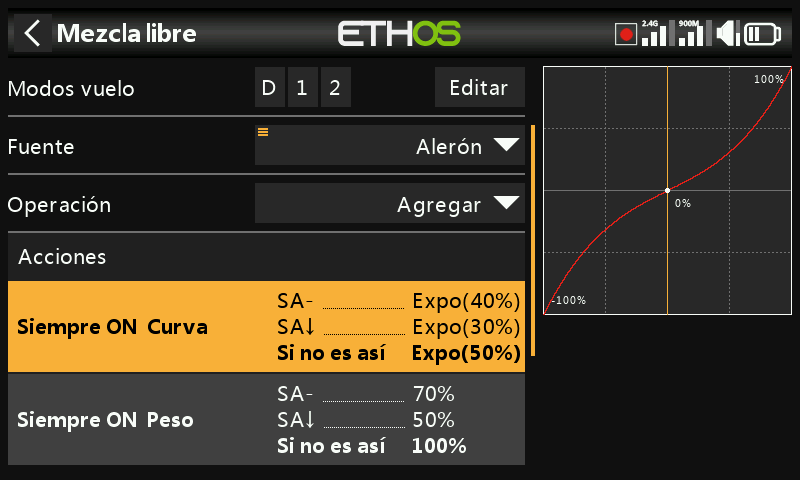 Mezcla libre
ETHOS
2.4G
900M
Modos vuelo D 1 2 Editar
Fuente Alerón
Operación Agregar
Acciones
Siempre ON Curva
SA- Expo(40%)
SA↓ Expo(30%)
Si no es así Expo(50%)
Siempre ON Peso
SA- 70%
SA↓ 50%
Si no es así 100%
100%
0%
-100%